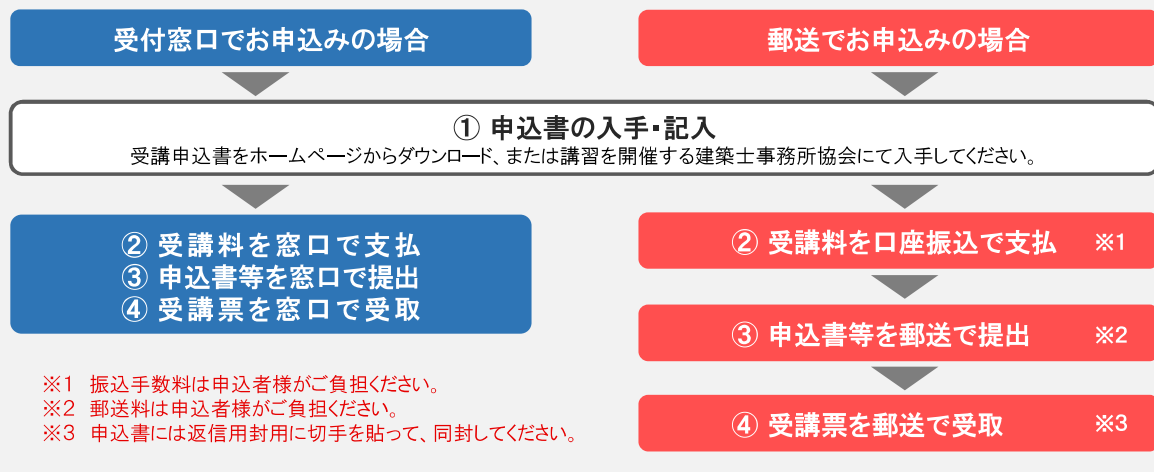 受付窓口でお申込みの場合
郵送でお申込みの場合
① 申込書の入手・記入
受講申込書をホームページからダウンロード、または講習を開催する建築士事務所協会にて入手してください。
② 受講料を窓口で支払
③ 申込書等を窓口で提出
④ 受講票を窓口で受取
② 受講料を口座振込で支払 ※1
③ 申込書等を郵送で提出 ※2
④ 受講票を郵送で受取 ※3
※1 振込手数料は申込者様がご負担ください。
※2 郵送料は申込者様がご負担ください。
※3 申込書には返信用封用に切手を貼って、同封してください。